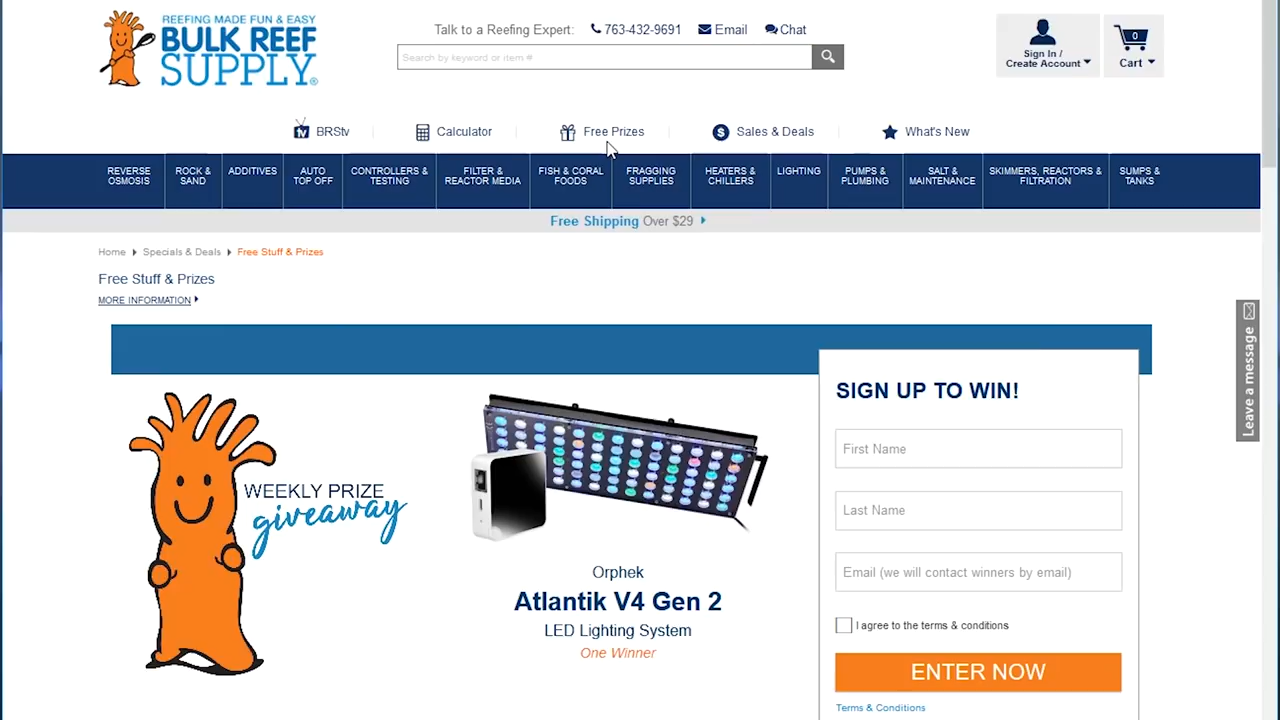 REEFING MADE FUN & EASY
BULK REEF
SUPPLY®
Talk to a Reefing Expert: 763-432-9691 Email Chat
Search by keyword or item #
Sign In /
Create Account
0
Cart
tv BRStv Calculator Free Prizes $ Sales & Deals What's New
REVERSE
OSMOSIS
ROCK &
SAND
ADDITIVES
AUTO
TOP OFF
CONTROLLERS &
TESTING
FILTER &
REACTOR MEDIA
FISH & CORAL
FOODS
FRAGGING
SUPPLIES
HEATERS &
CHILLERS
LIGHTING
PUMPS &
PLUMBING
SALT &
MAINTENANCE
SKIMMERS, REACTORS &
FILTRATION
SUMPS &
TANKS
Free Shipping Over $29
Home Specials & Deals Free Stuff & Prizes
Free Stuff & Prizes
MORE INFORMATION
Leave a message
WEEKLY PRIZE
giveaway
Orphek
Atlantik V4 Gen 2
LED Lighting System
One Winner
SIGN UP TO WIN!
First Name
Last Name
Email (we will contact winners by email)
I agree to the terms & conditions
ENTER NOW
Terms & Conditions